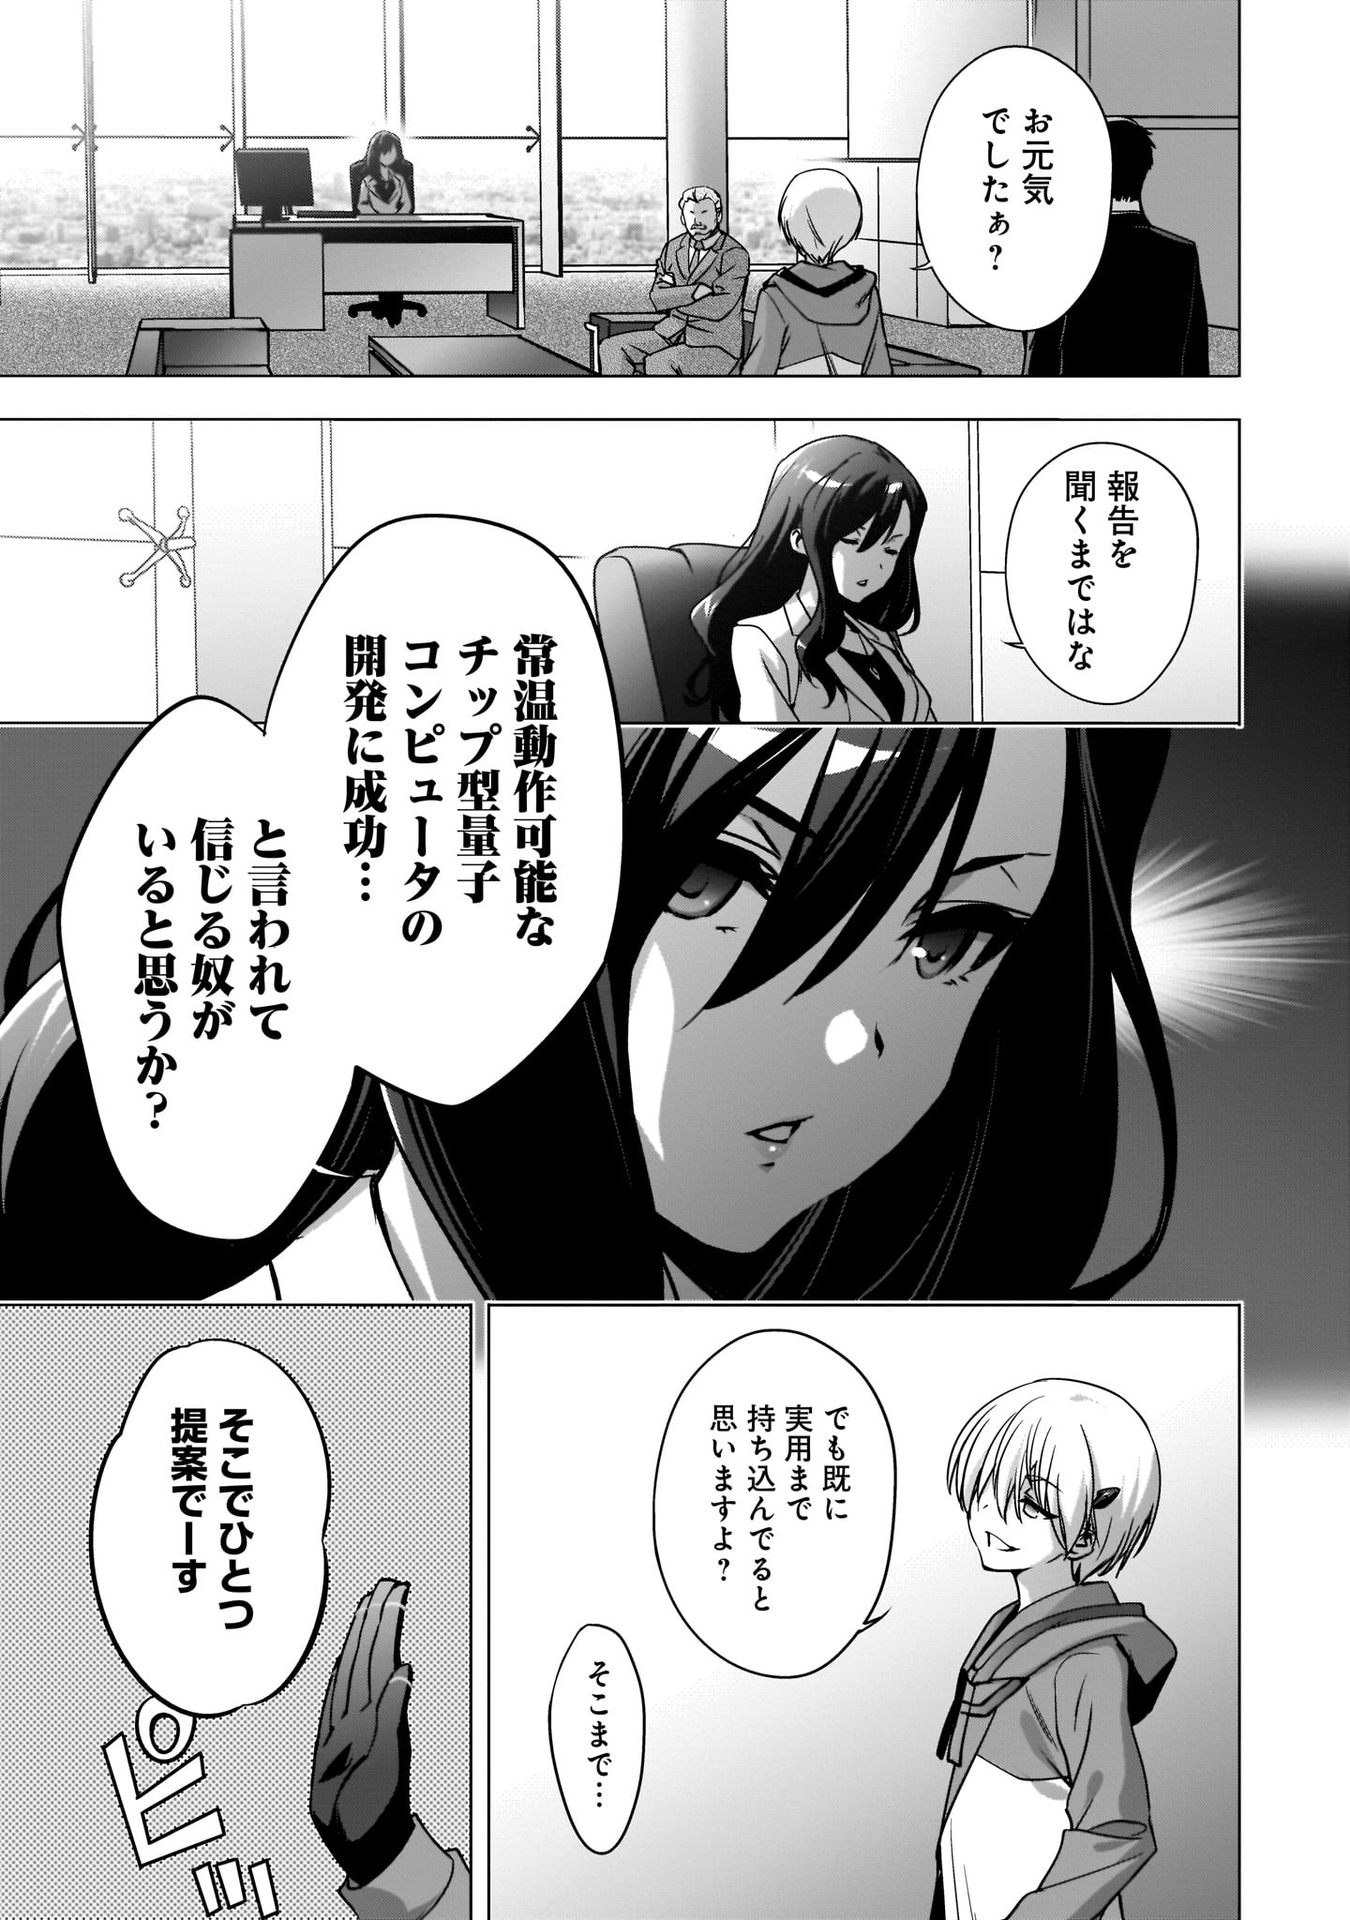 お元気
でしたぁ?
報告を
聞くまではな
常温動作可能な
チップ型量子
コンピュータの
開発に成功…
と言われて
信じる奴が
いると思うか?
でも既に
実用まで
持ち込んでると
思いますよ?
そこまで…
そこでひとつ
提案でーす
ピッ